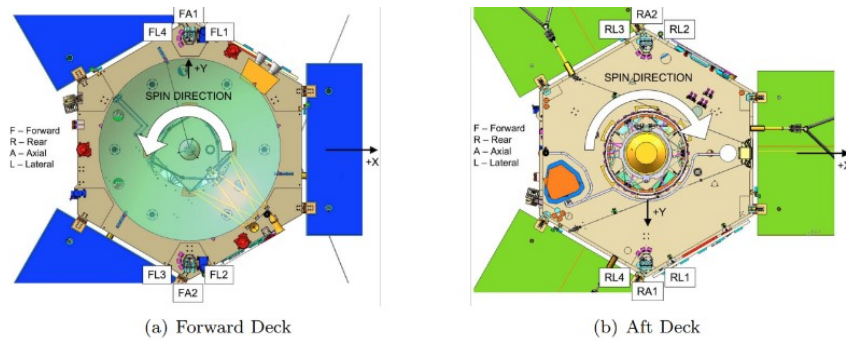 FA1
FL4
FL1
+Y
SPIN DIRECTION
F – Forward
R – Rear
A – Axial
L – Lateral
+X
FL3
FL2
FA2
(a) Forward Deck
RA2
RL3
RL2
SPIN DIRECTION
F – Forward
R – Rear
A – Axial
L – Lateral
+X
+Y
RL4
RL1
RA1
(b) Aft Deck